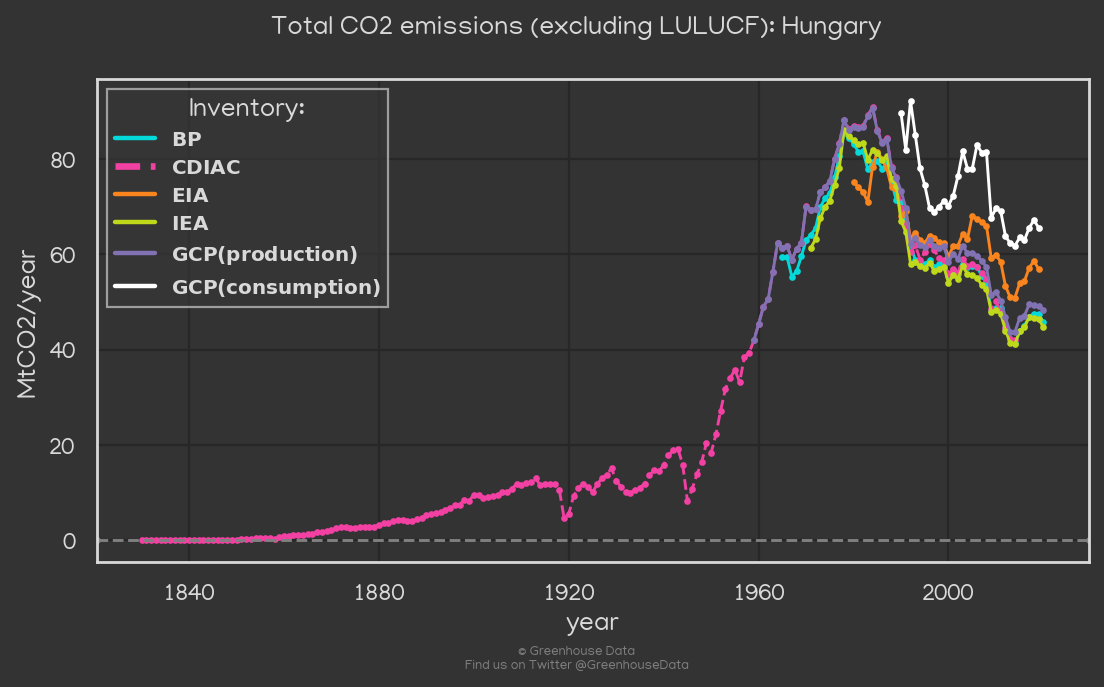 Total CO2 emissions (excluding LULUCF): Hungary
Inventory:
BP
CDIAC
EIA
IEA
GCP(production)
GCP(consumption)
MtCO2/year
80
60
40
20
0
1840 1880 1920 1960 2000
year
© Greenhouse Data
Find us on Twitter @GreenhouseData